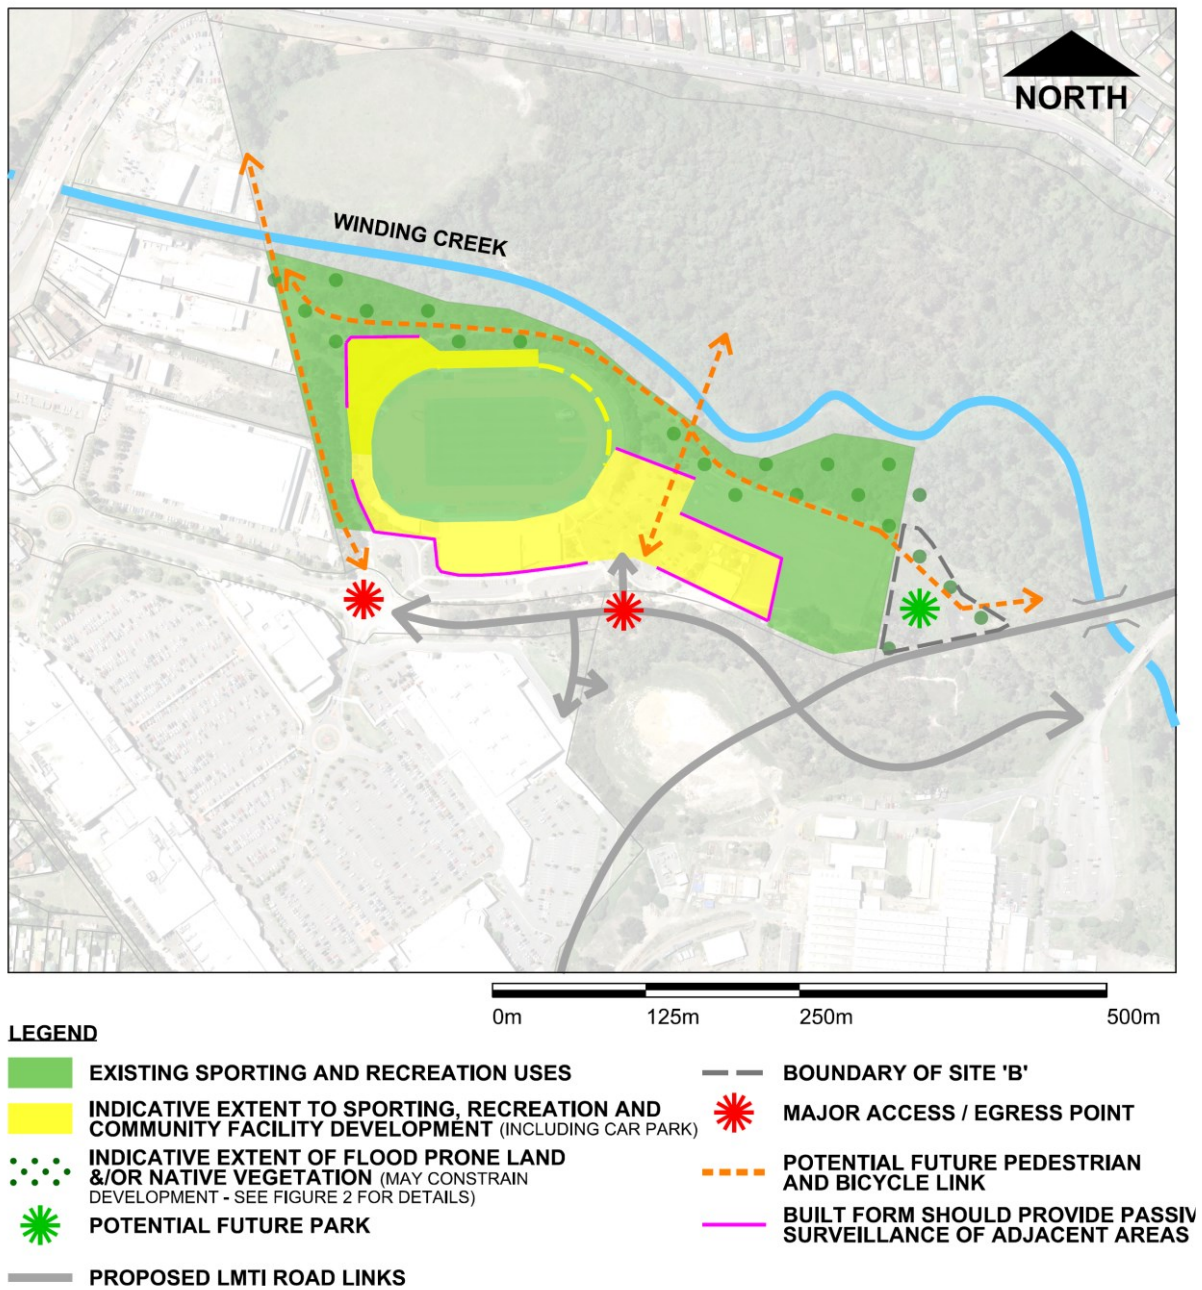 NORTH
WINDING CREEK
0m 125m 250m 500m
LEGEND
EXISTING SPORTING AND RECREATION USES
INDICATIVE EXTENT TO SPORTING, RECREATION AND
COMMUNITY FACILITY DEVELOPMENT (INCLUDING CAR PARK)
INDICATIVE EXTENT OF FLOOD PRONE LAND
&/OR NATIVE VEGETATION (MAY CONSTRAIN
DEVELOPMENT - SEE FIGURE 2 FOR DETAILS)
POTENTIAL FUTURE PARK
PROPOSED LMTI ROAD LINKS
BOUNDARY OF SITE 'B'
MAJOR ACCESS / EGRESS POINT
POTENTIAL FUTURE PEDESTRIAN
AND BICYCLE LINK
BUILT FORM SHOULD PROVIDE PASSIV
SURVEILLANCE OF ADJACENT AREAS